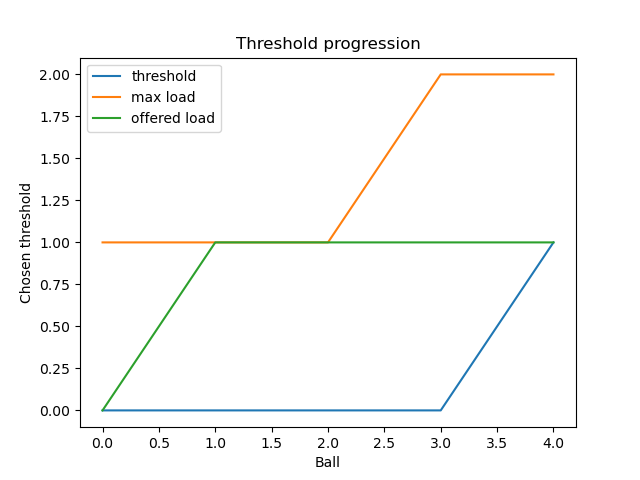 Threshold progression
threshold
max load
offered load
2.00
1.75
1.50
1.25
1.00
0.75
0.50
0.25
0.00
Chosen threshold
0.0 0.5 1.0 1.5 2.0 2.5 3.0 3.5 4.0
Ball